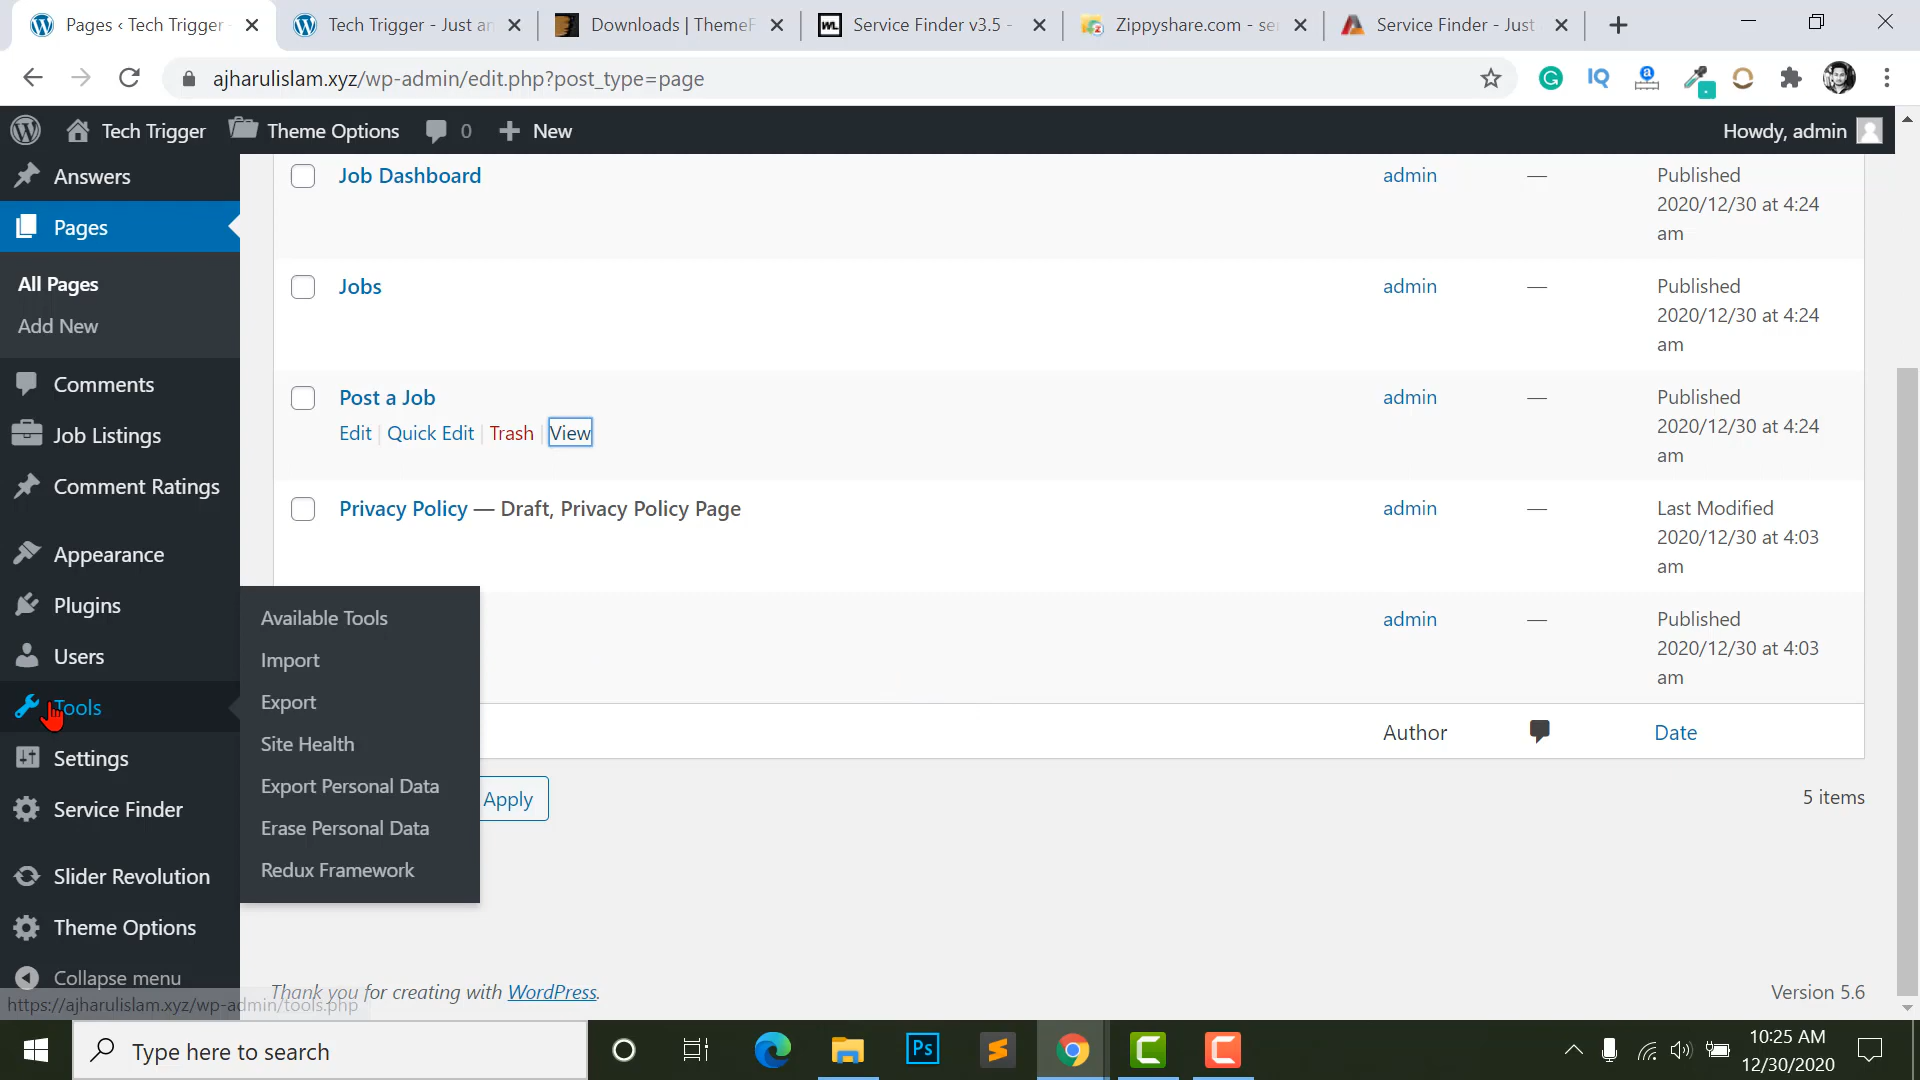 Pages ‹ Tech Trigger
Tech Trigger - Just an
Downloads | ThemeF
Service Finder v3.5 -
Zippyshare.com - se
Service Finder - Just
ajharulislam.xyz/wp-admin/edit.php?post_type=page
Tech Trigger
Theme Options
0
New
Howdy, admin
Answers
Pages
All Pages
Add New
Comments
Job Listings
Comment Ratings
Appearance
Plugins
Users
Tools
Settings
Service Finder
Slider Revolution
Theme Options
Collapse menu
Available Tools
Import
Export
Site Health
Export Personal Data
Erase Personal Data
Redux Framework
Job Dashboard
admin
—
Published
2020/12/30 at 4:24
am
Jobs
admin
—
Published
2020/12/30 at 4:24
am
Post a Job
Edit | Quick Edit | Trash | View
admin
—
Published
2020/12/30 at 4:24
am
Privacy Policy — Draft, Privacy Policy Page
admin
—
Last Modified
2020/12/30 at 4:03
am
admin
—
Published
2020/12/30 at 4:03
am
Author
Date
Apply
5 items
Thank you for creating with WordPress.
Version 5.6
https://ajharulislam.xyz/wp-admin/tools.php
Type here to search
Ps
10:25 AM
12/30/2020